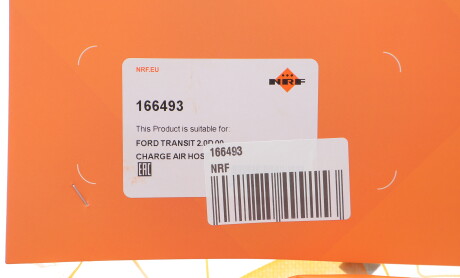 NRF.EU
NRF
166493
This Product is suitable for:
FORD TRANSIT 2.0D 00
CHARGE AIR HOS
EAC
166493
NRF